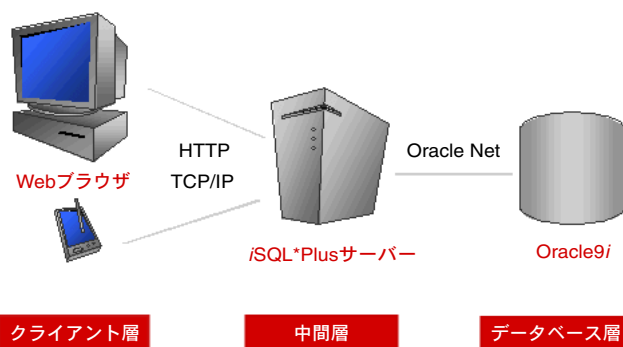 HTTP
TCP/IP
Oracle Net
Webブラウザ
iSQL*Plusサーバー
Oracle9i
クライアント層
中間層
データベース層